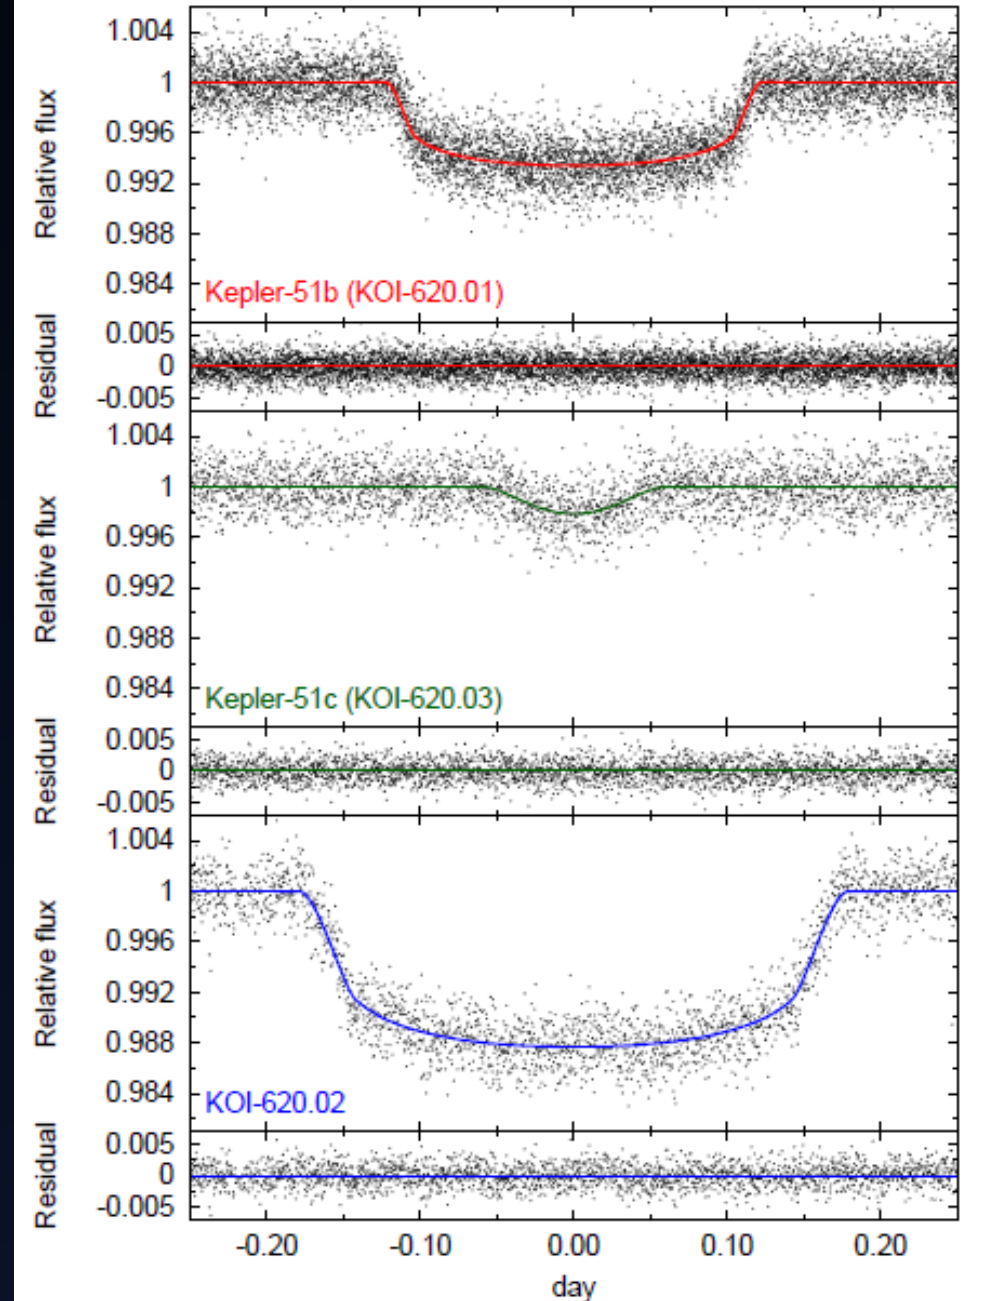 1.004
1
0.996
0.992
0.988
0.984
Relative flux
Kepler-51b (KOI-620.01)
0.005
0
-0.005
Residual
1.004
1
0.996
0.992
0.988
0.984
Relative flux
Kepler-51c (KOI-620.03)
0.005
0
-0.005
Residual
1.004
1
0.996
0.992
0.988
0.984
Relative flux
KOI-620.02
0.005
0
-0.005
Residual
-0.20 -0.10 0.00 0.10 0.20
day